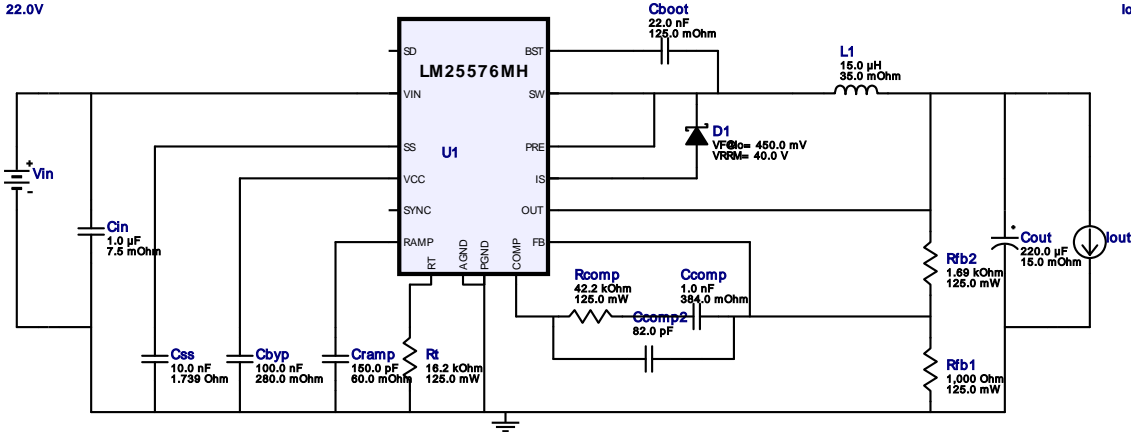 22.0V
Cboot
22.0 nF
125.0 mOhm
SD
BST
LM25576MH
VIN
SW
SS
U1
PRE
VCC
IS
SYNC
OUT
RAMP
FB
RT
AGND
PGND
COMP
L1
15.0 µH
35.0 mOhm
D1
450.0 mV
VRRM= 40.0 V
+
Vin
-
Cin
1.0 µF
7.5 mOhm
Rcomp
42.2 kOhm
125.0 mW
Ccomp
1.0 nF
384.0 mOhm
Ccomp2
82.0 pF
Rfb2
1.69 kOhm
125.0 mW
Cout
220.0 µF
15.0 mOhm
Iout
Css
10.0 nF
1.739 Ohm
Cbyp
100.0 nF
280.0 mOhm
Cramp
150.0 pF
60.0 mOhm
Rt
16.2 kOhm
125.0 mW
Rfb1
1,000 Ohm
125.0 mW